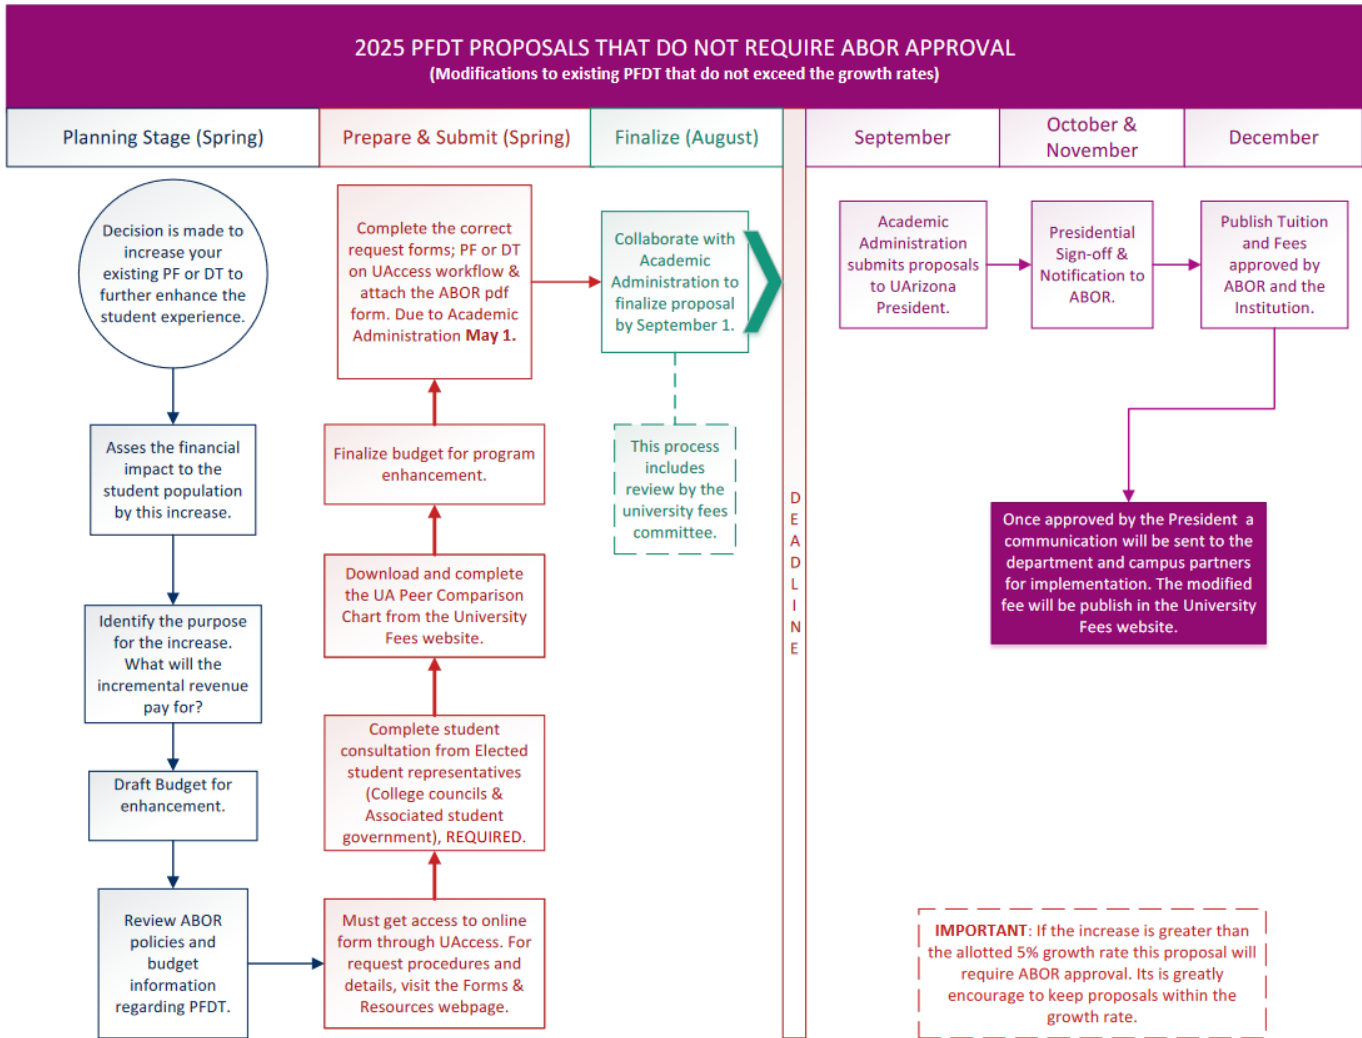 2025 PFDT PROPOSALS THAT DO NOT REQUIRE ABOR APPROVAL
(Modifications to existing PFDT that do not exceed the growth rates)
Planning Stage (Spring)
Prepare & Submit (Spring)
Finalize (August)
September
October &
November
December
Decision is made to
increase your
existing PF or DT to
further enhance the
student experience.
Asses the financial
impact to the
student population
by this increase.
Identify the purpose
for the increase.
What will the
incremental revenue
pay for?
Draft Budget for
enhancement.
Review ABOR
policies and
budget
information
regarding PFDT.
Must get access to online
form through UAccess. For
request procedures and
details, visit the Forms &
Resources webpage.
Complete student
consultation from Elected
student representatives
(College councils &
Associated student
government), REQUIRED.
Download and complete
the UA Peer Comparison
Chart from the University
Fees website.
Finalize budget for program
enhancement.
Complete the correct
request forms; PF or DT
on UAccess workflow &
attach the ABOR pdf
form. Due to Academic
Administration May 1.
Collaborate with
Academic
Administration to
finalize proposal
by September 1.
This process
includes
review by the
university fees
committee.
D
E
A
D
L
I
N
E
Academic
Administration
submits proposals
to UArizona
President.
Presidential
Sign-off &
Notification to
ABOR.
Publish Tuition
and Fees
approved by
ABOR and the
Institution.
Once approved by the President a
communication will be sent to the
department and campus partners
for implementation. The modified
fee will be publish in the University
Fees website.
IMPORTANT: If the increase is greater than
the allotted 5% growth rate this proposal will
require ABOR approval. Its is greatly
encourage to keep proposals within the
growth rate.